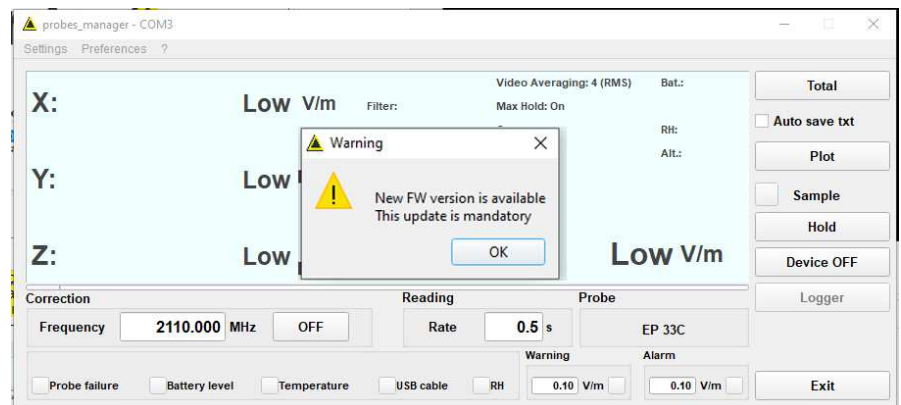 probes_manager - COM3
Settings Preferences ?
X: Low V/m Filter: Video Averaging: 4 (RMS) Bat.:
Max Hold: On
RH:
Alt.:
Y: Low
Z: Low
Low V/m
Warning
New FW version is available
This update is mandatory
OK
Total
Auto save txt
Plot
Sample
Hold
Device OFF
Logger
Exit
Correction
Frequency 2110.000 MHz OFF
Reading
Rate 0.5 s
Probe
EP 33C
Probe failure Battery level Temperature USB cable RH
Warning
0.10 V/m
Alarm
0.10 V/m